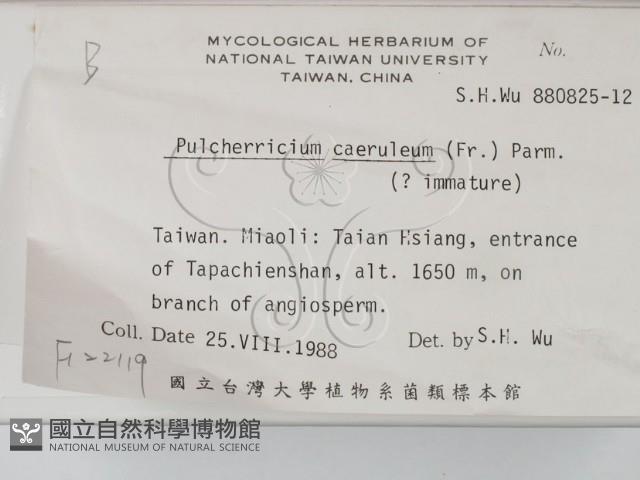 B
MYCOLOGICAL HERBARIUM OF
NATIONAL TAIWAN UNIVERSITY
TAIWAN, CHINA
No.
S.H.Wu 880825-12
Pulcherricium caeruleum (Fr.) Parm.
(? immature)
Taiwan. Miaoli: Taian Hsiang, entrance
of Tapachienshan, alt. 1650 m, on
branch of angiosperm.
Coll. Date 25.VIII.1988 Det. by S.H. Wu
F122119
國立台灣大學植物系菌類標本館
國立自然科學博物館
NATIONAL MUSEUM OF NATURAL SCIENCE